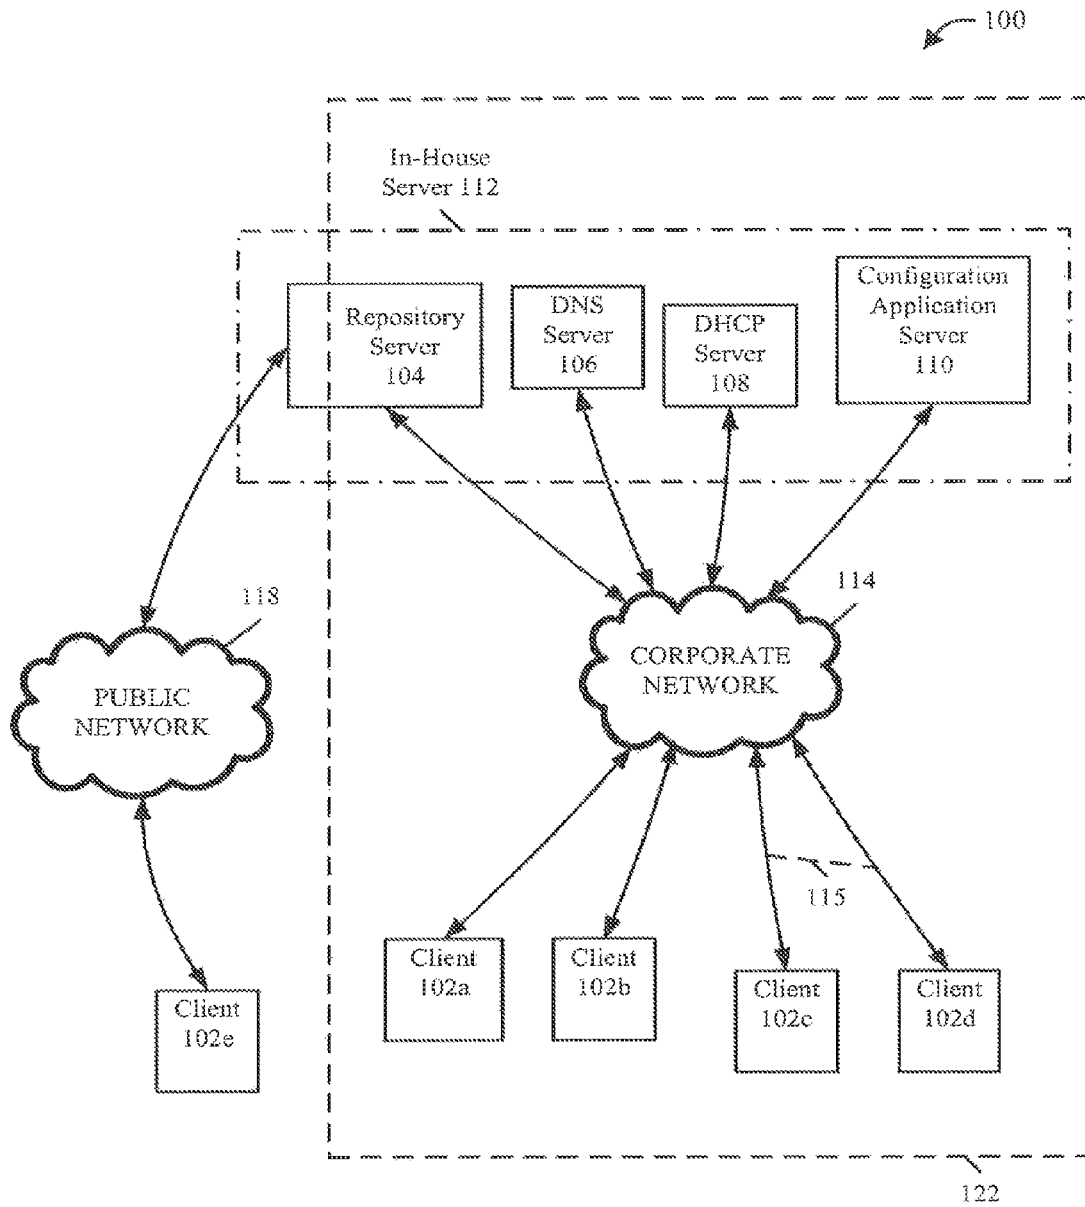 100
In-House
Server 112
Repository
Server
104
DNS
Server
106
DHCP
Server
108
Configuration
Application
Server
110
118
114
PUBLIC
NETWORK
CORPORATE
NETWORK
115
Client
102a
Client
102b
Client
102c
Client
102d
Client
102e
122